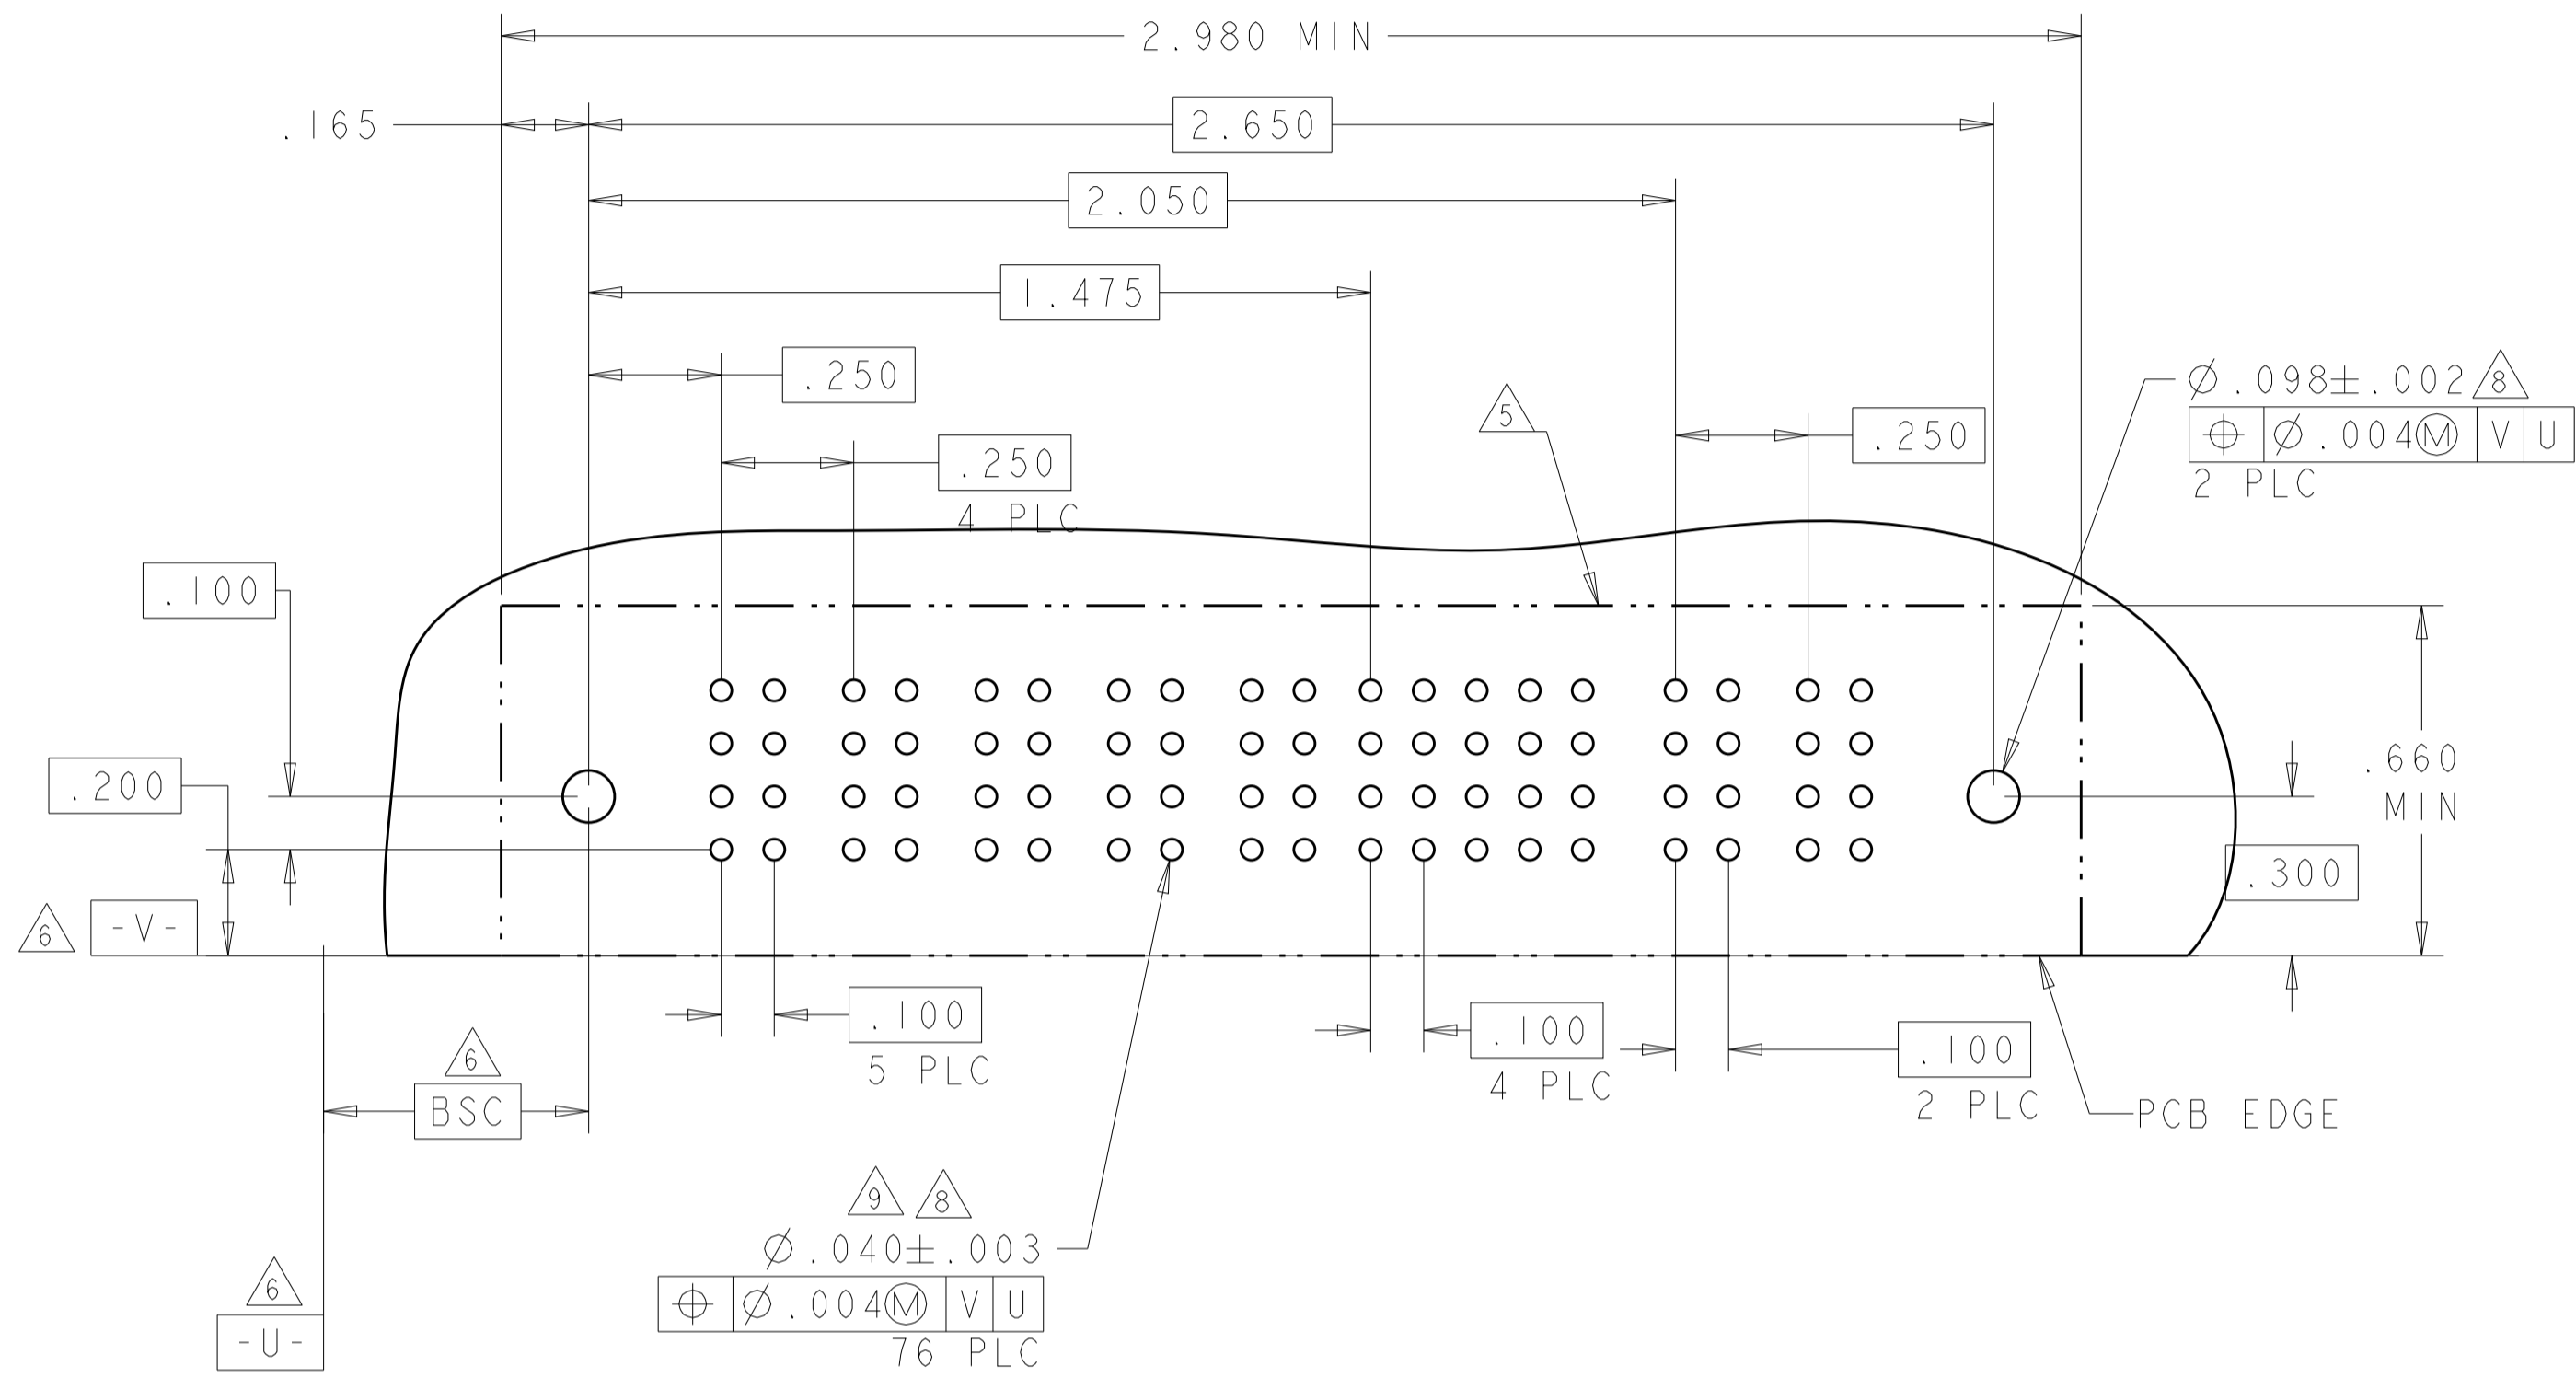 2.980 MIN
.165
2.650
2.050
1.475
.250
.250
4 PLC
5
.250
Ø.098±.002 8
⌖ Ø.004Ⓜ V U
2 PLC
.100
.200
6 -V-
.660
MIN
.300
.100
5 PLC
.100
4 PLC
.100
2 PLC
PCB EDGE
6
BSC
9 8
Ø.040±.003
⌖ Ø.004Ⓜ V U
76 PLC
6
-U-